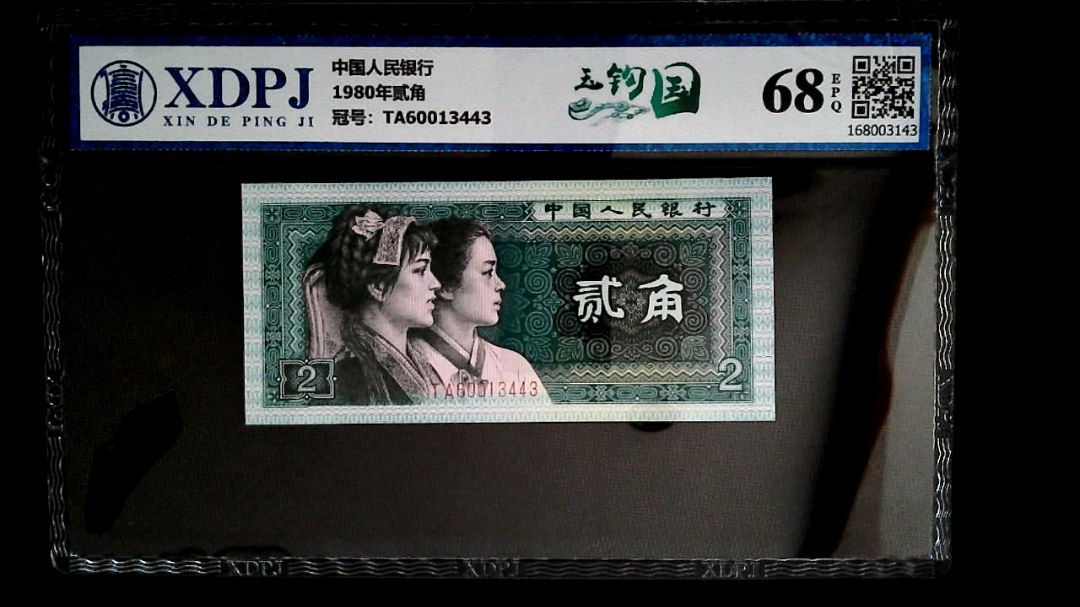 XDPJ
XIN DE PING JI
中国人民银行
1980年贰角
冠号：TA60013443
玉钩国
68
EPQ
168003143
中国人民银行
贰角
2
TA60013443
2
XDPJ
XDPJ
XDPJ